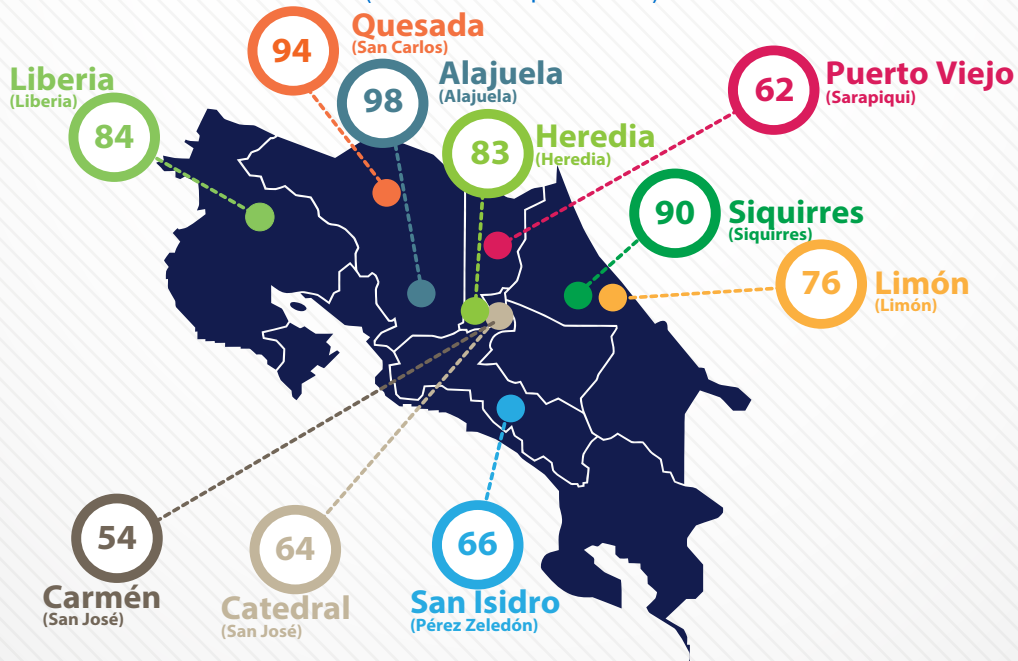 Quesada
(San Carlos)
94
Liberia
(Liberia)
84
Alajuela
(Alajuela)
98
Heredia
(Heredia)
83
Puerto Viejo
(Sarapiqui)
62
Siquirres
(Siquirres)
90
Limón
(Limón)
76
54
Carmén
(San José)
64
Catedral
(San José)
66
San Isidro
(Pérez Zeledón)